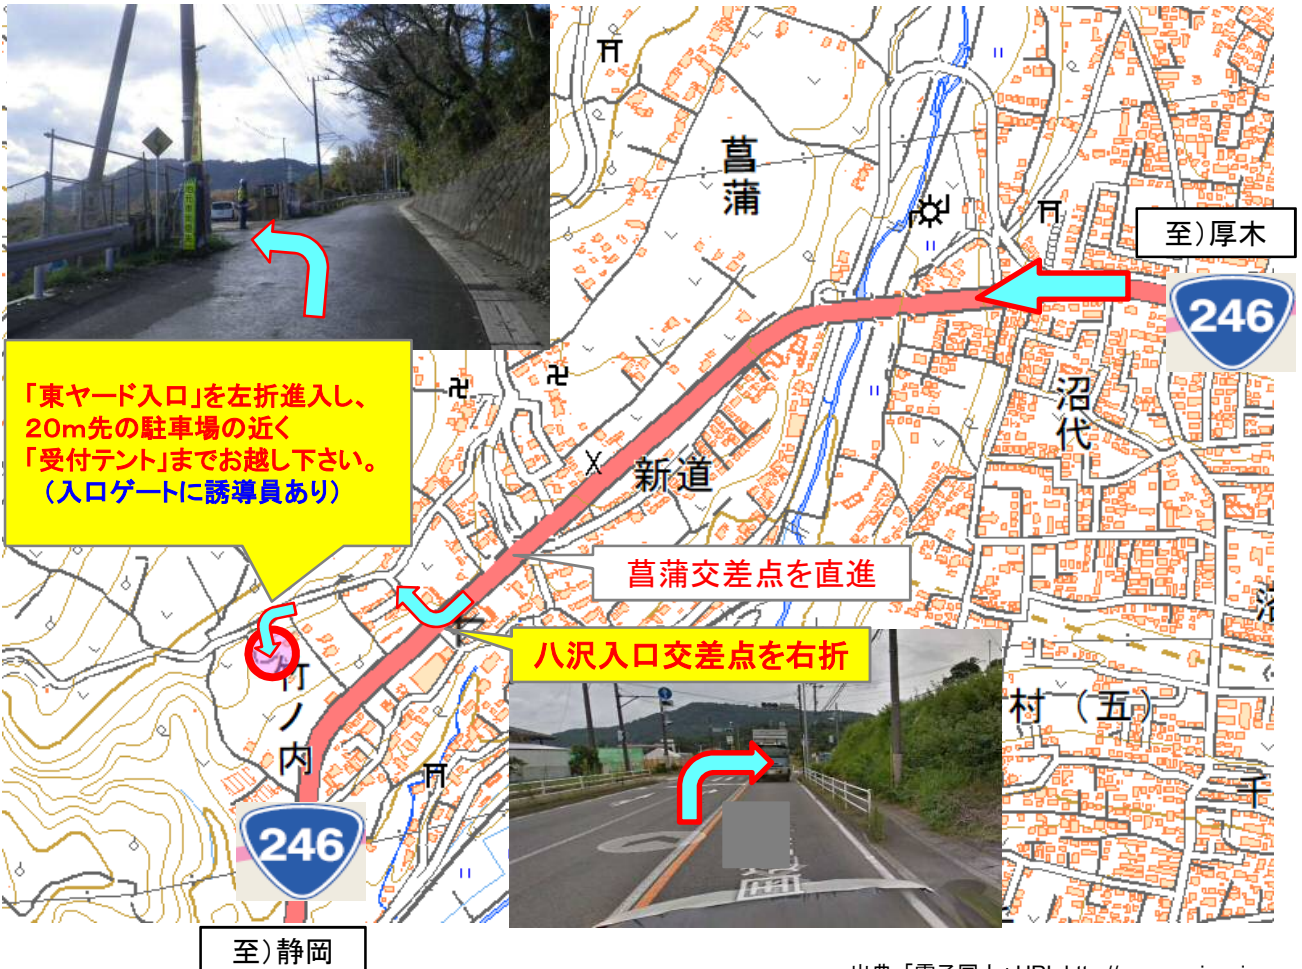 菖蒲
至）厚木
246
「東ヤード入口」を左折進入し、
20m先の駐車場の近く
「受付テント」までお越し下さい。
（入口ゲートに誘導員あり）
沼代
新道
菖蒲交差点を直進
八沢入口交差点を右折
竹ノ内
村（五）
千
246
至）静岡